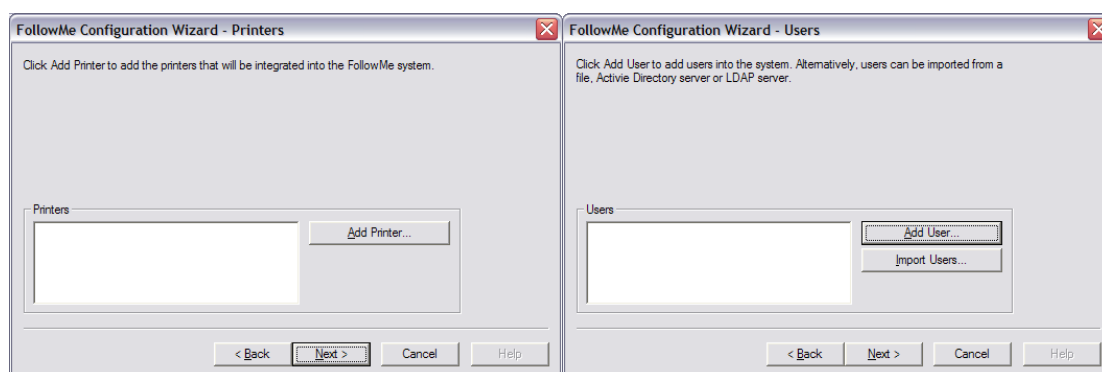 FollowMe Configuration Wizard - Printers
Click Add Printer to add the printers that will be integrated into the FollowMe system.
Printers
Add Printer...
< Back
Next >
Cancel
Help
FollowMe Configuration Wizard - Users
Click Add User to add users into the system. Alternatively, users can be imported from a
file, Activie Directory server or LDAP server.
Users
Add User...
Import Users...
< Back
Next >
Cancel
Help